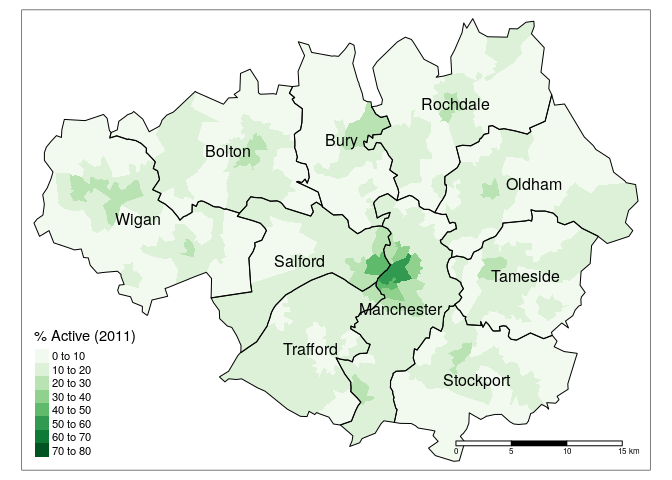 Rochdale
Bury
Bolton
Oldham
Wigan
Salford
Tameside
Manchester
Trafford
Stockport
% Active (2011)
0 to 10
10 to 20
20 to 30
30 to 40
40 to 50
50 to 60
60 to 70
70 to 80
0 5 10 15 km